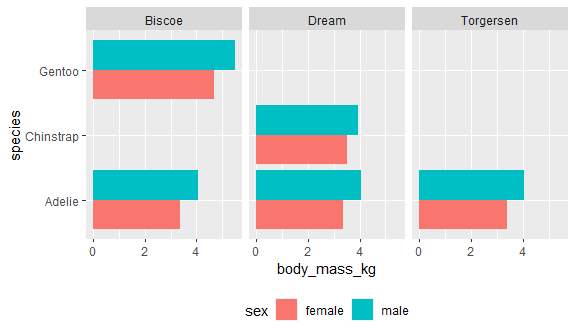 Biscoe Dream Torgersen
Gentoo
Chinstrap
Adelie
species
0 2 4 0 2 4 0 2 4
body_mass_kg
sex female male